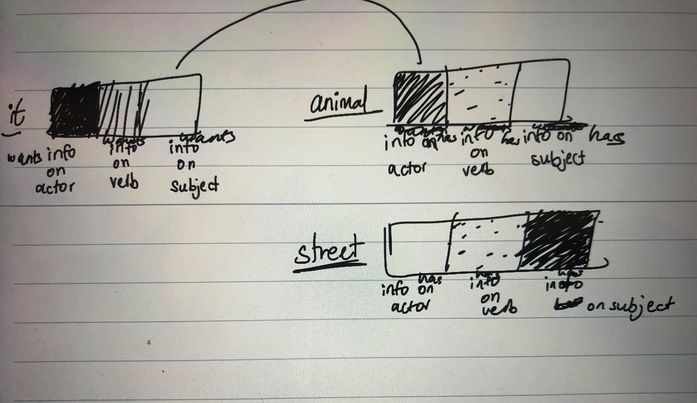 it
wants info
on
actor
wants
info
on
verb
wants
info
on
subject
animal
info on
actor
has
info
on
verb
has
info on has
subject
street
has
info on
actor
has
info
on
verb
has
info
on subject